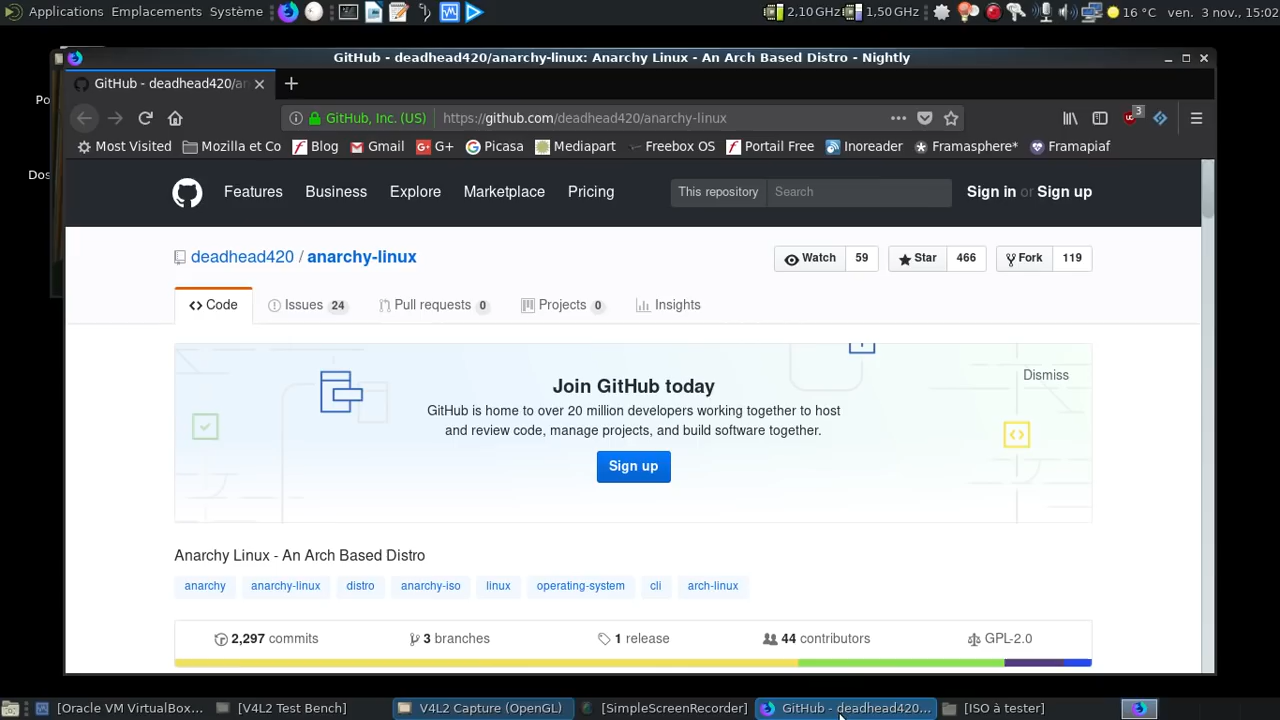 Applications Emplacements Système 2,10 GHz 1,50 GHz 16 °C ven. 3 nov., 15:02
GitHub - deadhead420/anarchy-linux: Anarchy Linux - An Arch Based Distro - Nightly
GitHub - deadhead420/an
Po
GitHub, Inc. (US) https://github.com/deadhead420/anarchy-linux 3
Most Visited Mozilla et Co Blog Gmail G+ Picasa Mediapart Freebox OS Portail Free Inoreader Framasphere* Framapiaf
Dos
Features Business Explore Marketplace Pricing This repository Search Sign in or Sign up
deadhead420 / anarchy-linux Watch 59 Star 466 Fork 119
Code Issues 24 Pull requests 0 Projects 0 Insights
Dismiss
Join GitHub today
GitHub is home to over 20 million developers working together to host
and review code, manage projects, and build software together.
Sign up
Anarchy Linux - An Arch Based Distro
anarchy anarchy-linux distro anarchy-iso linux operating-system cli arch-linux
2,297 commits 3 branches 1 release 44 contributors GPL-2.0
[Oracle VM VirtualBox... [V4L2 Test Bench] V4L2 Capture (OpenGL) [SimpleScreenRecorder] GitHub - deadhead420... [ISO à tester]